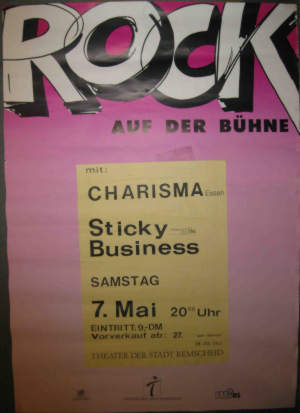 ROCK
AUF DER BÜHNE
mit:
CHARISMA Essen
Sticky
Business
SAMSTAG
7. Mai 20 Uhr
EINTRITT: 9,-DM
Vorverkauf ab: 27.
THEATER DER STADT REMSCHEID